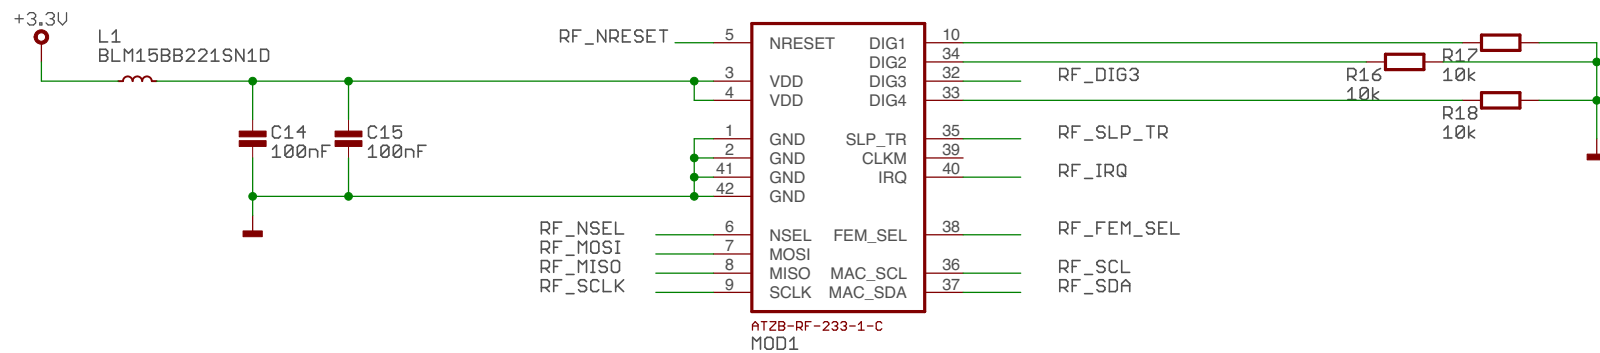 +3.3V
L1
BLM15BB221SN1D
C14
100nF
C15
100nF
RF_NRESET
5
NRESET
3
VDD
4
VDD
1
GND
2
GND
41
GND
42
GND
RF_NSEL
6
NSEL
RF_MOSI
7
MOSI
RF_MISO
8
MISO
RF_SCLK
9
SCLK
DIG1
10
DIG2
34
DIG3
32
RF_DIG3
DIG4
33
SLP_TR
35
RF_SLP_TR
CLKM
39
IRQ
40
RF_IRQ
FEM_SEL
38
RF_FEM_SEL
MAC_SCL
36
RF_SCL
MAC_SDA
37
RF_SDA
ATZB-RF-233-1-C
MOD1
R16
10k
R17
10k
R18
10k